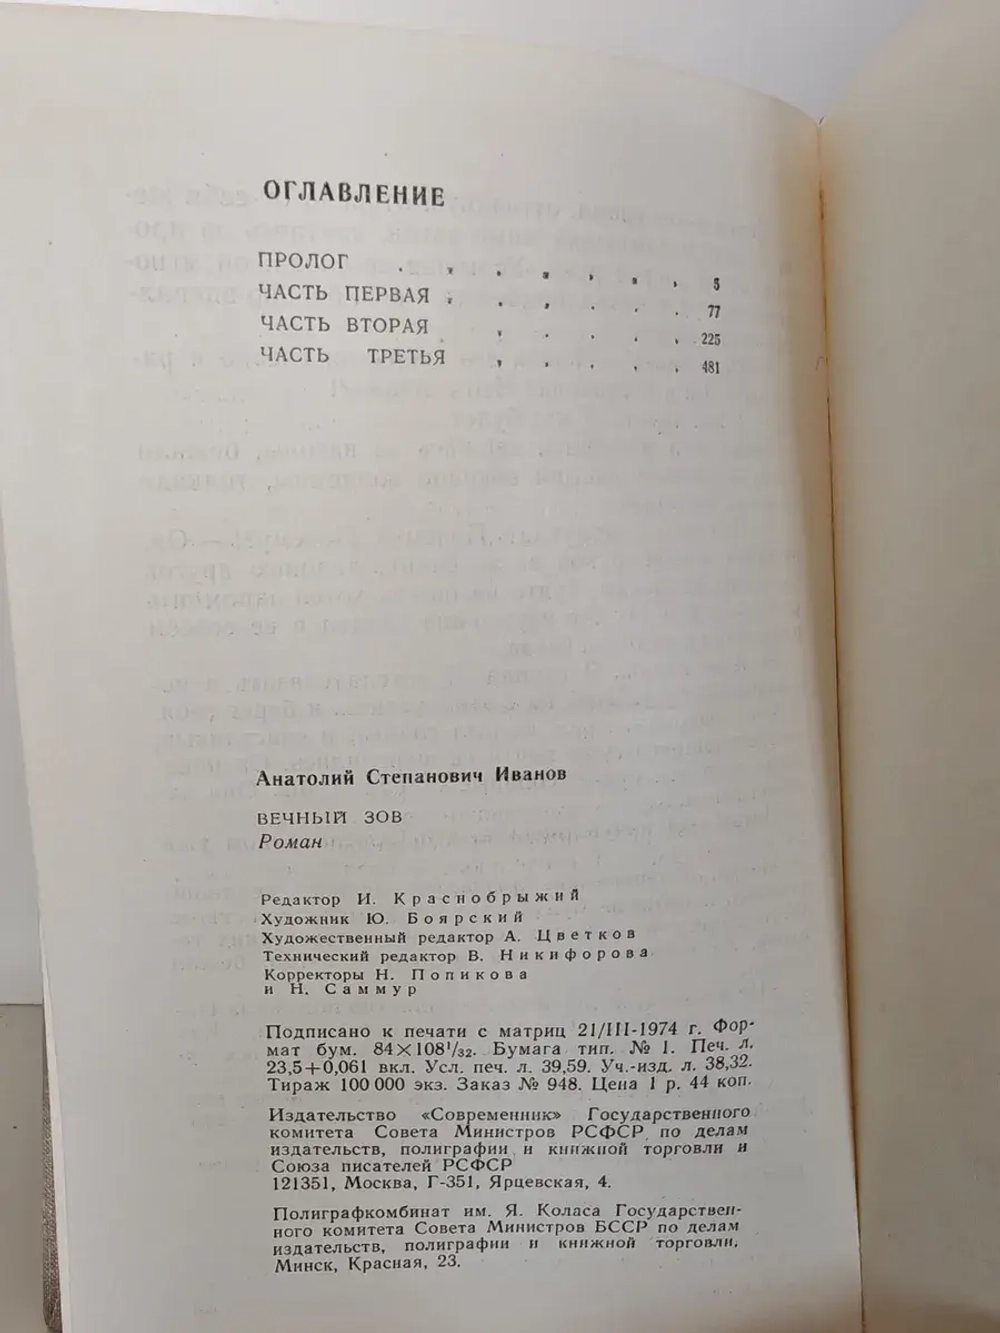 ОГЛАВЛЕНИЕ
ПРОЛОГ . . . . . . . 5
ЧАСТЬ ПЕРВАЯ . . . . . . 77
ЧАСТЬ ВТОРАЯ . . . . . 225
ЧАСТЬ ТРЕТЬЯ . . . . . 481
Анатолий Степанович Иванов
ВЕЧНЫЙ ЗОВ
Роман
Редактор И. Краснобрыжий
Художник Ю. Боярский
Художественный редактор А. Цветков
Технический редактор В. Никифорова
Корректоры Н. Попикова
и Н. Саммур
Подписано к печати с матриц 21/III-1974 г. Фор-
мат бум. 84×108¹/₃₂. Бумага тип. № 1. Печ. л.
23,5+0,061 вкл. Усл. печ. л. 39,59. Уч.-изд. л. 38,32.
Тираж 100 000 экз. Заказ № 948. Цена 1 р. 44 коп.
Издательство «Современник» Государственного
комитета Совета Министров РСФСР по делам
издательств, полиграфии и книжной торговли и
Союза писателей РСФСР
121351, Москва, Г-351, Ярцевская, 4.
Полиграфкомбинат им. Я. Коласа Государствен-
ного комитета Совета Министров БССР по делам
издательств, полиграфии и книжной торговли,
Минск, Красная, 23.